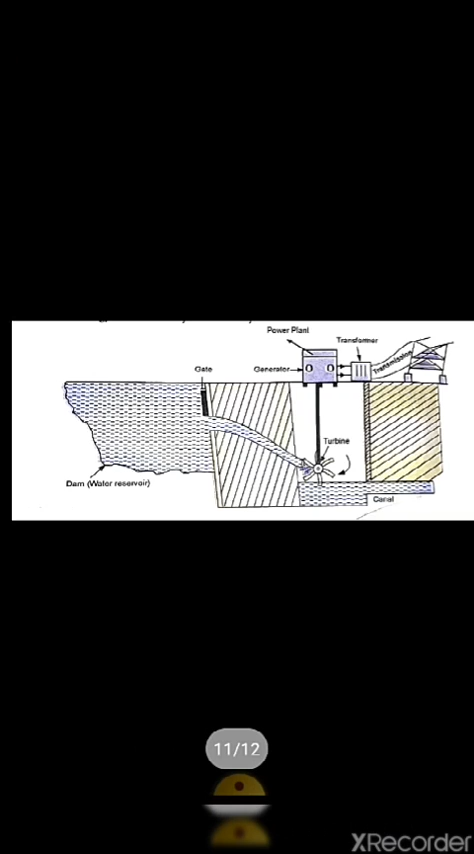 Power Plant
Transformer
Gate
Generator
Transmission
Turbine
Dam (Water reservoir)
Canal
11/12
XRecorder